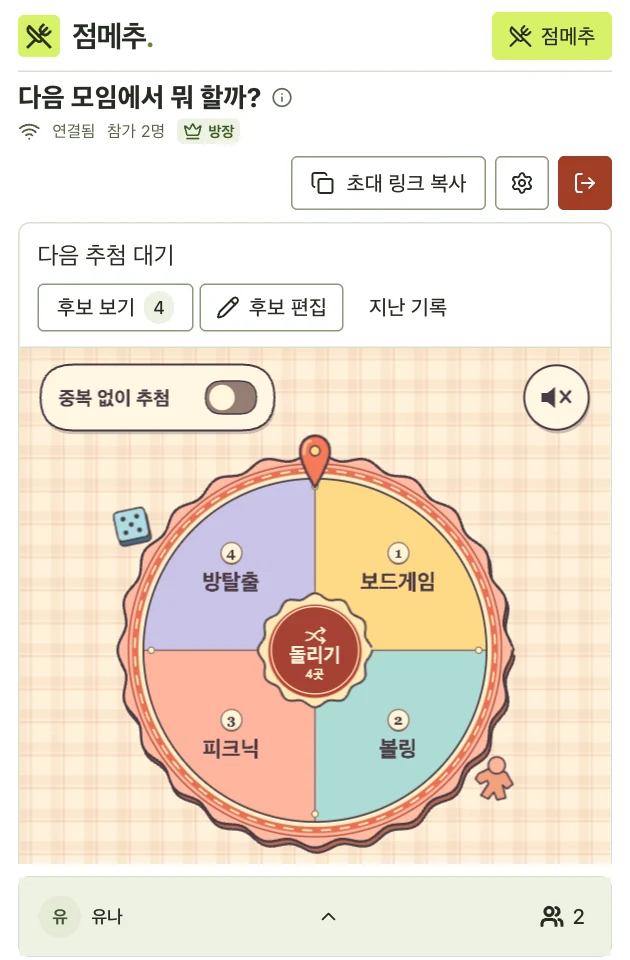 점메추.
점메추
다음 모임에서 뭐 할까?
연결됨 참가 2명 방장
초대 링크 복사
다음 추첨 대기
후보 보기 4 후보 편집 지난 기록
중복 없이 추첨
4 1
방탈출 보드게임
돌리기
4곳
3 2
피크닉 볼링
유 유나 2